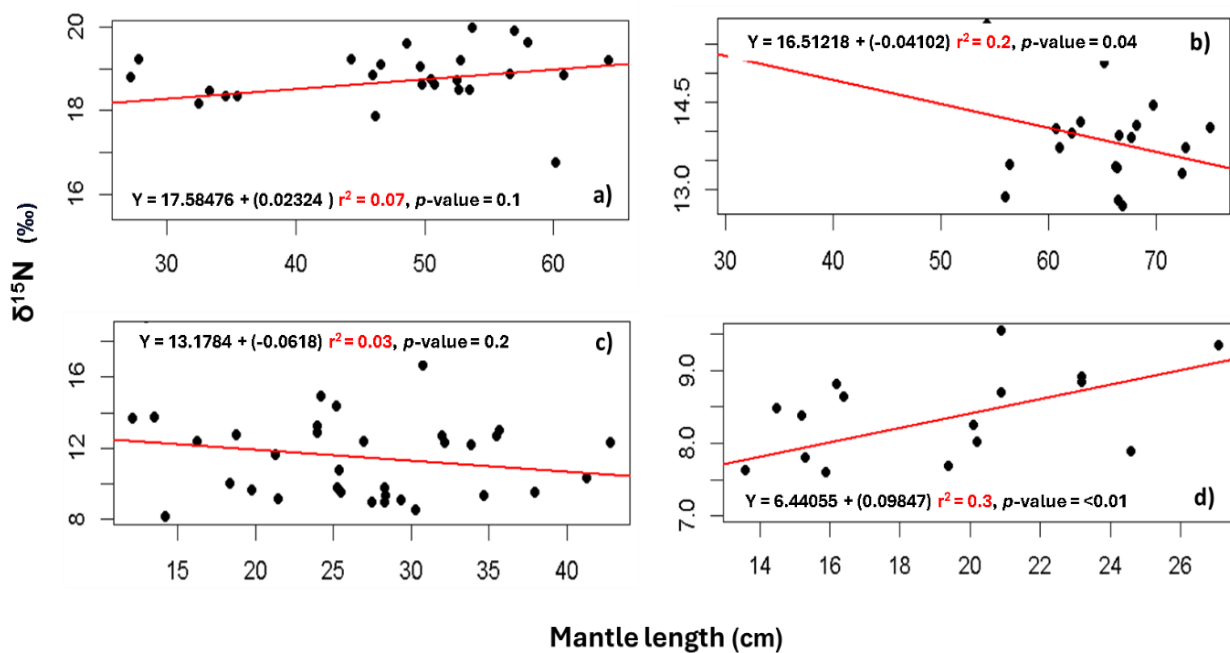 20
18
16
Y = 17.58476 + (0.02324 ) r² = 0.07, p-value = 0.1
a)
30 40 50 60
Y = 16.51218 + (-0.04102) r² = 0.2, p-value = 0.04
b)
14.5
13.0
30 40 50 60 70
δ¹⁵N (‰)
Y = 13.1784 + (-0.0618) r² = 0.03, p-value = 0.2
c)
16
12
8
15 20 25 30 35 40
9.0
8.0
7.0
Y = 6.44055 + (0.09847) r² = 0.3, p-value = <0.01
d)
14 16 18 20 22 24 26
Mantle length (cm)